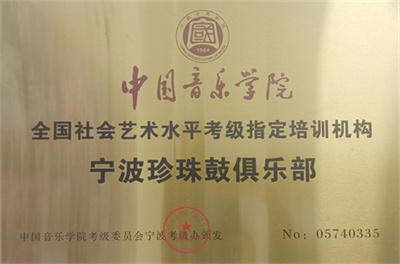 1964
中国音乐学院
全国社会艺术水平考级指定培训机构
宁波珍珠鼓俱乐部
中国音乐学院考级委员会宁波考级办颁发
No: 05740335